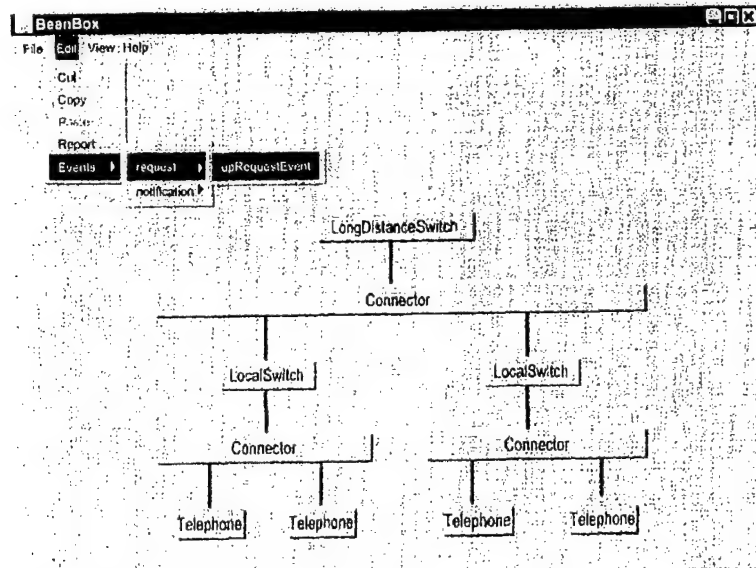 BeanBox
File Edit View Help
Cut
Copy
Paste
Report
Events request upRequestEvent
notification
LongDistanceSwitch
Connector
LocalSwitch LocalSwitch
Connector Connector
Telephone Telephone Telephone Telephone